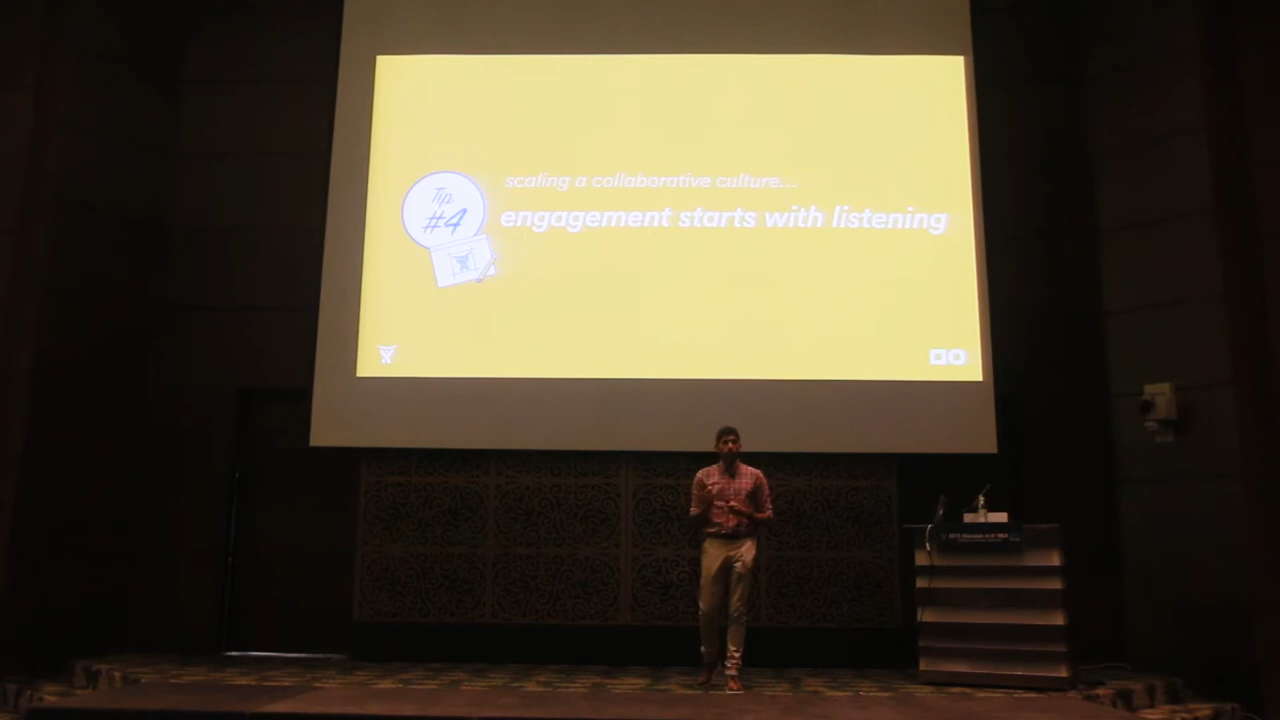 Tip
#4
scaling a collaborative culture...
engagement starts with listening